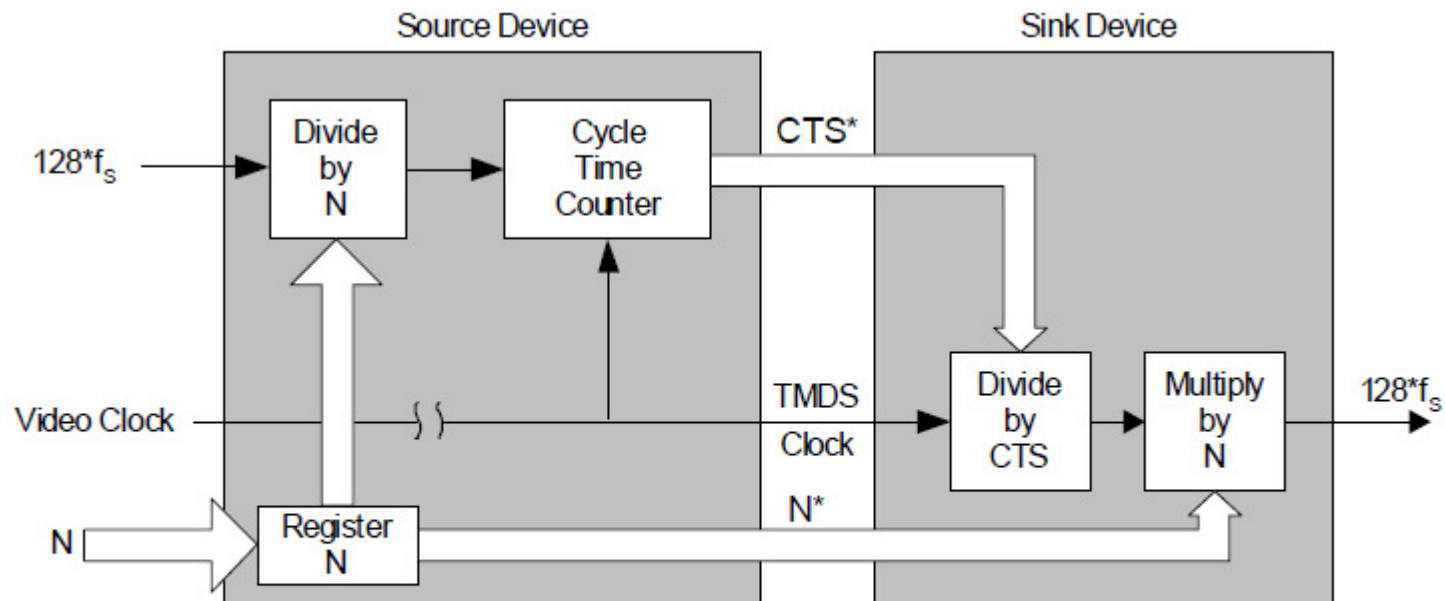 Source Device
Sink Device
128*fₛ
Divide
by
N
Cycle
Time
Counter
CTS*
Video Clock
TMDS
Clock
Divide
by
CTS
Multiply
by
N
128*fₛ
N
Register
N
N*